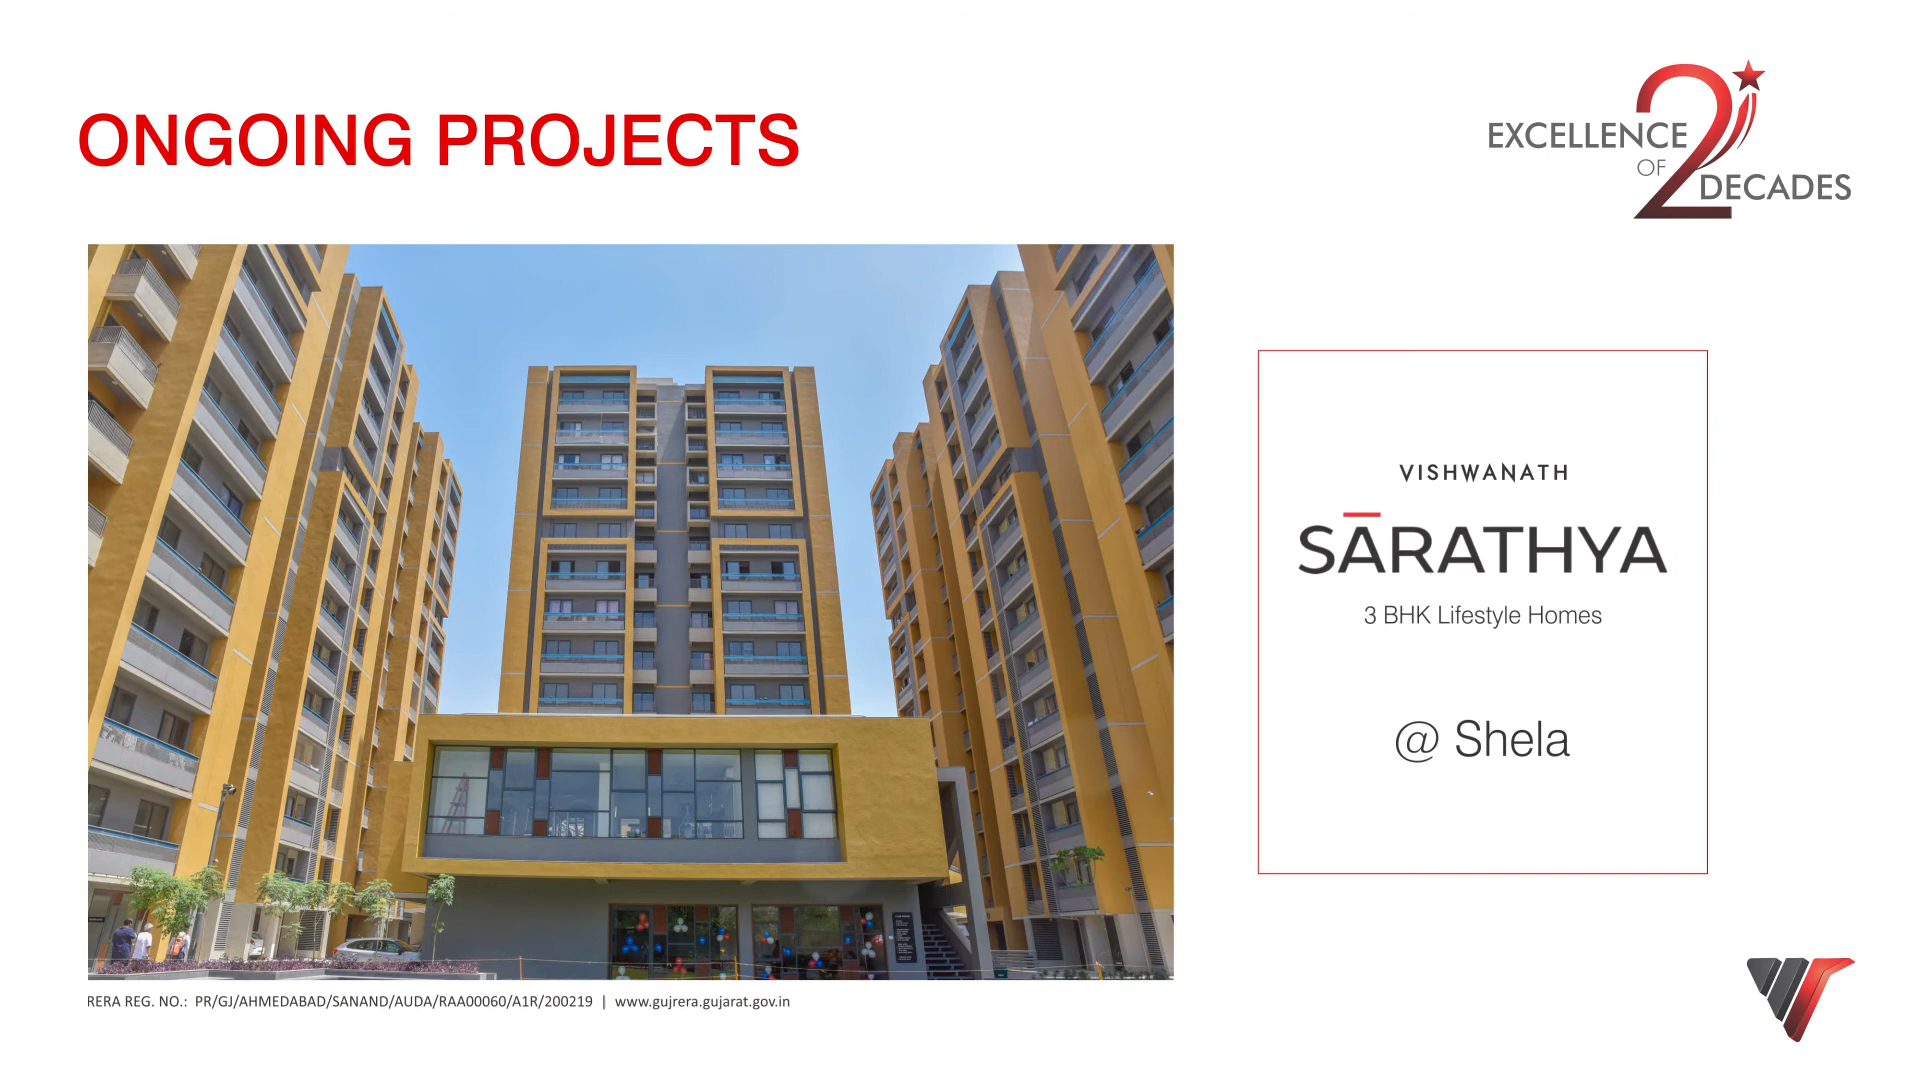 ONGOING PROJECTS
EXCELLENCE
OF
2
DECADES
VISHWANATH
SĀRATHYA
3 BHK Lifestyle Homes
@ Shela
RERA REG. NO.: PR/GJ/AHMEDABAD/SANAND/AUDA/RAA00060/A1R/200219 | www.gujrera.gujarat.gov.in